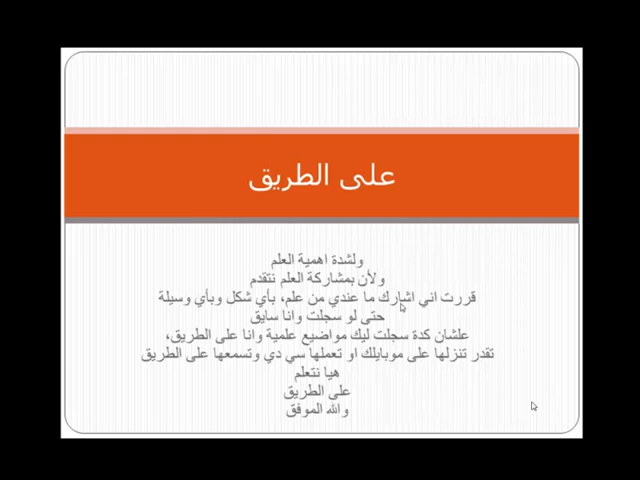 على الطريق
ولشدة اهمية العلم
ولأن بمشاركة العلم نتقدم
قررت اني اشارك ما عندي من علم، بأي شكل وبأي وسيلة
حتى لو سجلت وانا سايق
علشان كدة سجلت ليك مواضيع علمية وانا على الطريق،
تقدر تنزلها على موبايلك او تعملها سي دي وتسمعها على الطريق
هيا نتعلم
على الطريق
والله الموفق